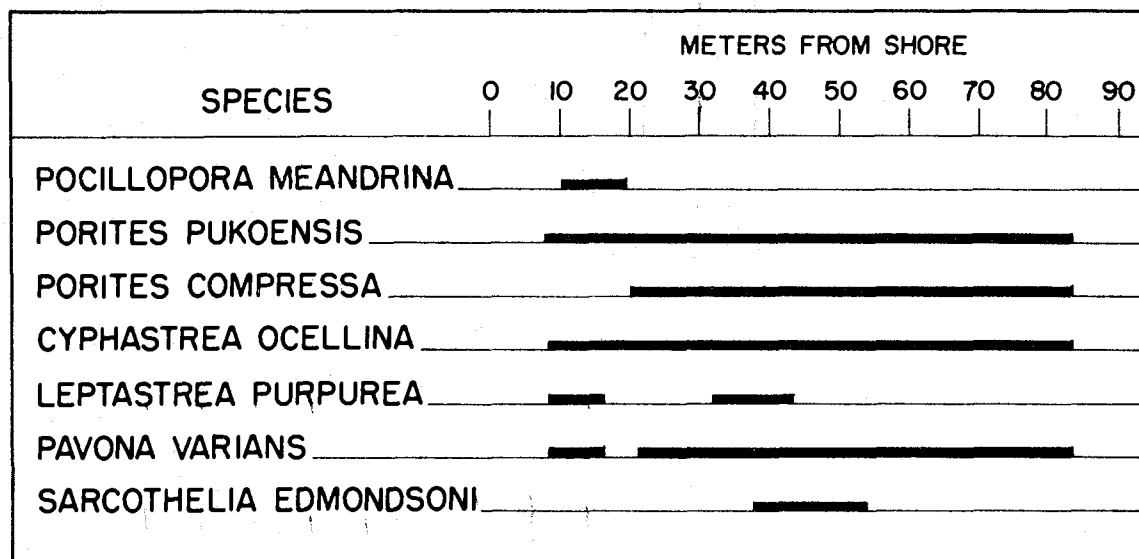 METERS FROM SHORE
SPECIES 0 10 20 30 40 50 60 70 80 90
POCILLOPORA MEANDRINA
PORITES PUKOENSIS
PORITES COMPRESSA
CYPHASTREA OCELLINA
LEPTASTREA PURPUREA
PAVONA VARIANS
SARCOTHELIA EDMONDSONI